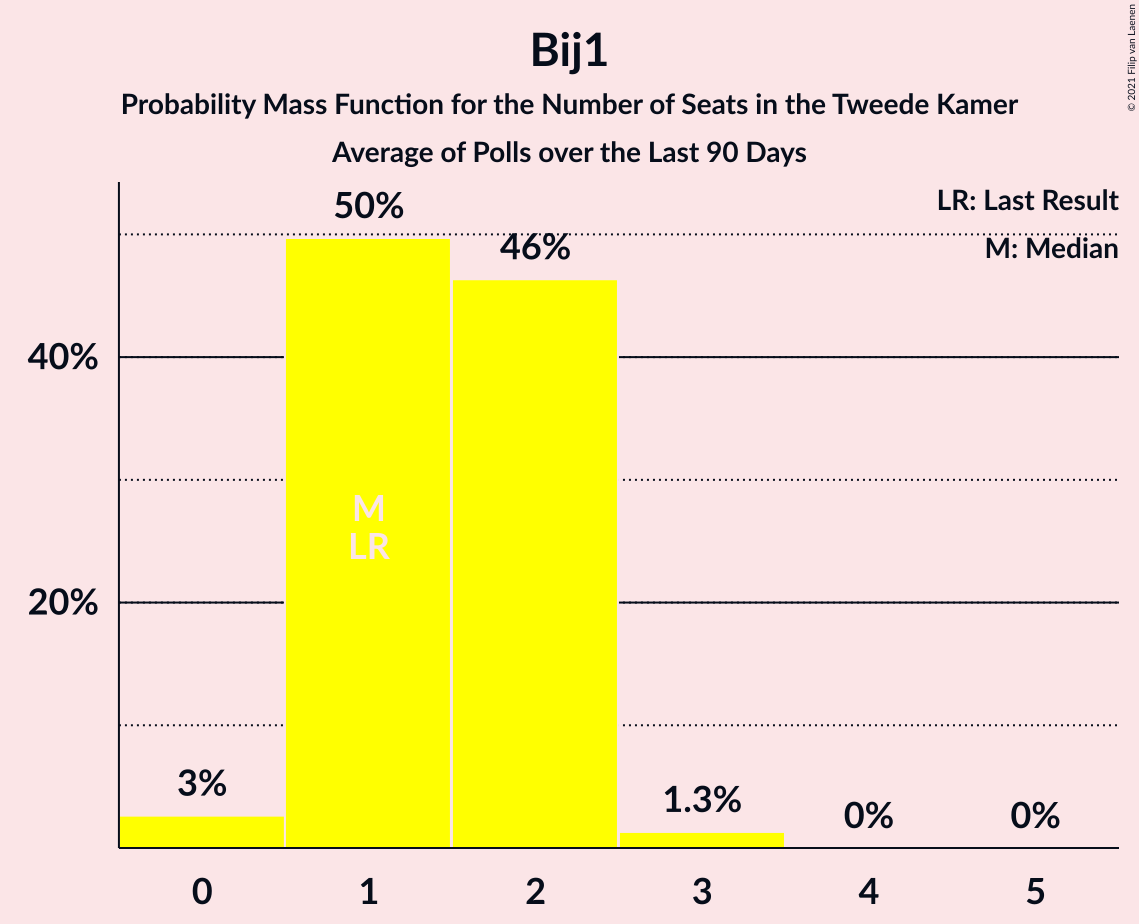 Bij1
Probability Mass Function for the Number of Seats in the Tweede Kamer
Average of Polls over the Last 90 Days
© 2021 Filip van Laenen
LR: Last Result
M: Median
50%
46%
40%
M
LR
20%
3%
1.3%
0%
0%
0 1 2 3 4 5